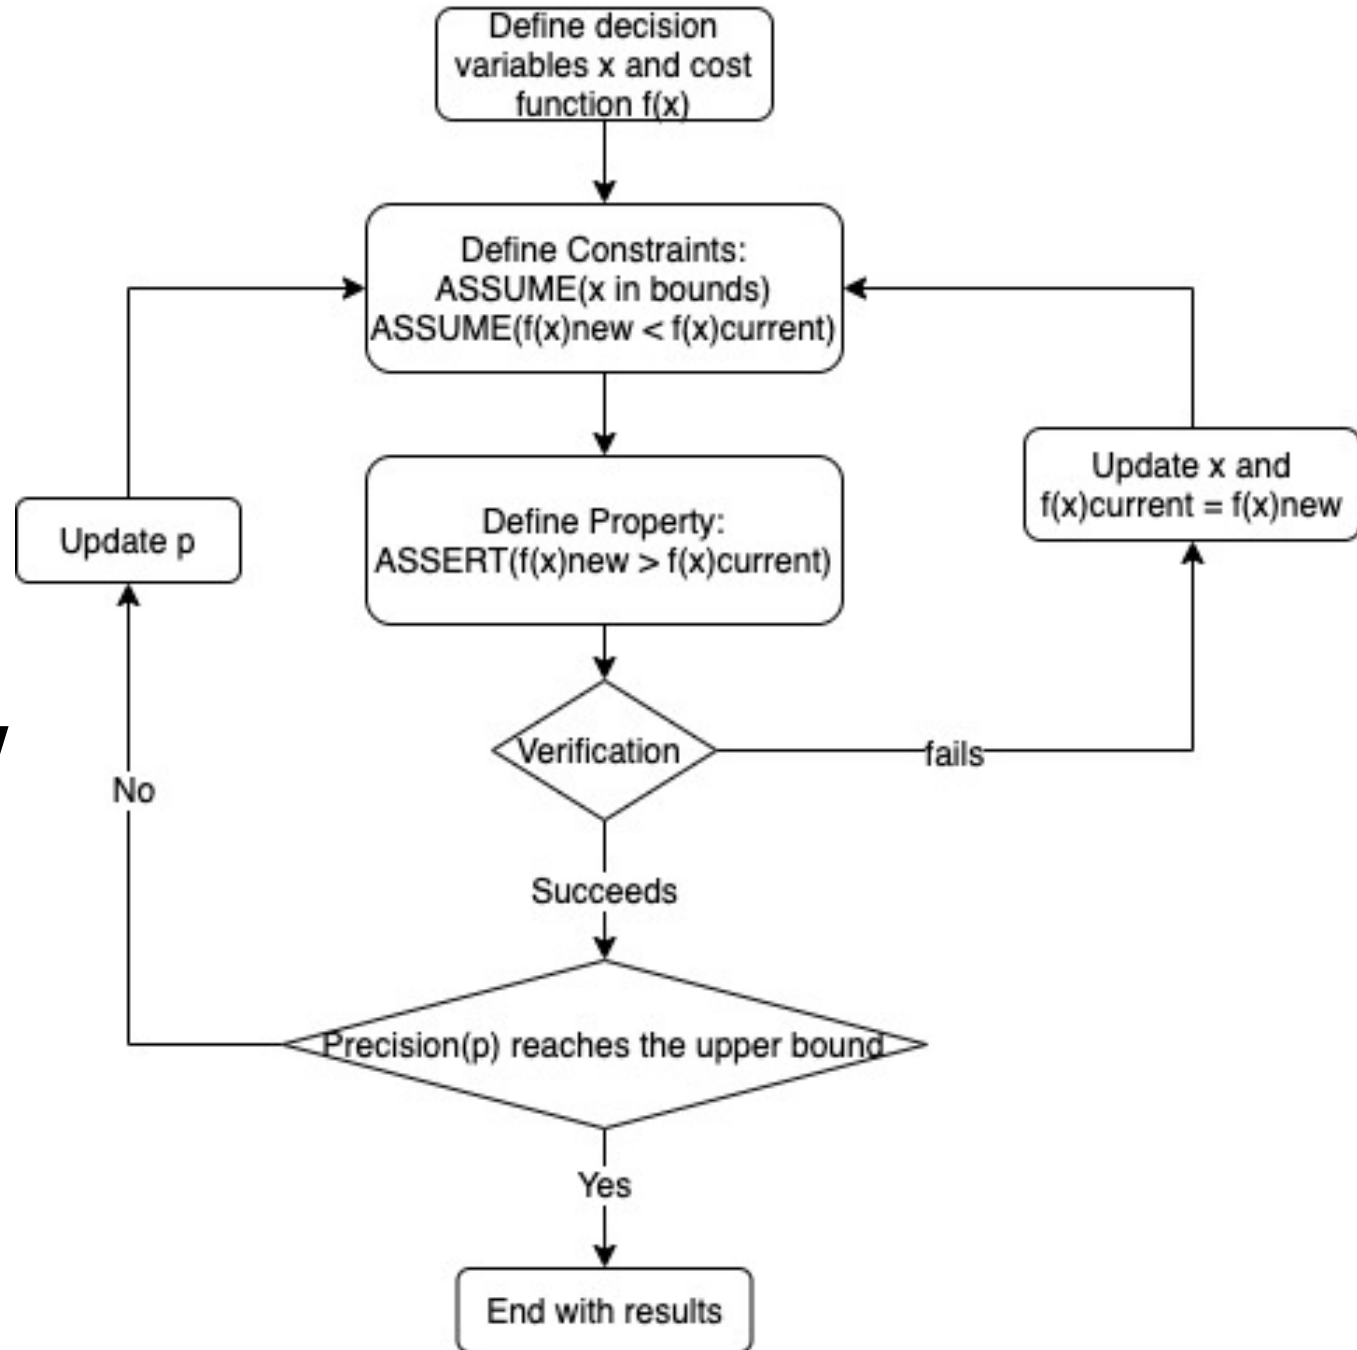 Define decision
variables x and cost
function f(x)
Define Constraints:
ASSUME(x in bounds)
ASSUME(f(x)new < f(x)current)
Define Property:
ASSERT(f(x)new > f(x)current)
Update x and
f(x)current = f(x)new
Update p
Verification
fails
No
Succeeds
Precision(p) reaches the upper bound
Yes
End with results